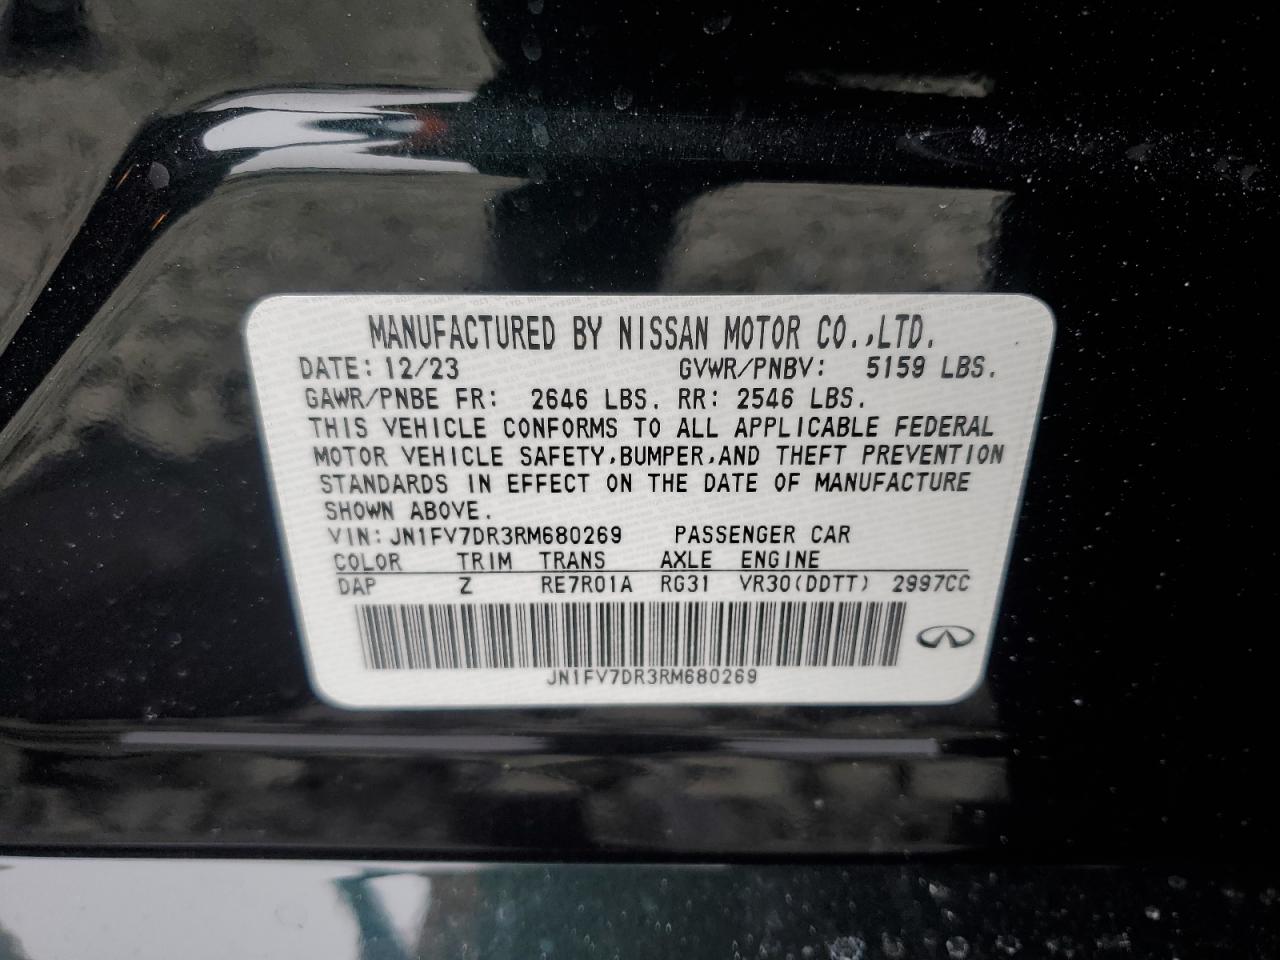 MANUFACTURED BY NISSAN MOTOR CO.,LTD.
DATE: 12/23 GVWR/PNBV: 5159 LBS.
GAWR/PNBE FR: 2646 LBS. RR: 2546 LBS.
THIS VEHICLE CONFORMS TO ALL APPLICABLE FEDERAL
MOTOR VEHICLE SAFETY,BUMPER,AND THEFT PREVENTION
STANDARDS IN EFFECT ON THE DATE OF MANUFACTURE
SHOWN ABOVE.
VIN: JN1FV7DR3RM680269 PASSENGER CAR
COLOR TRIM TRANS AXLE ENGINE
DAP Z RE7R01A RG31 VR30(DDTT) 2997CC
JN1FV7DR3RM680269